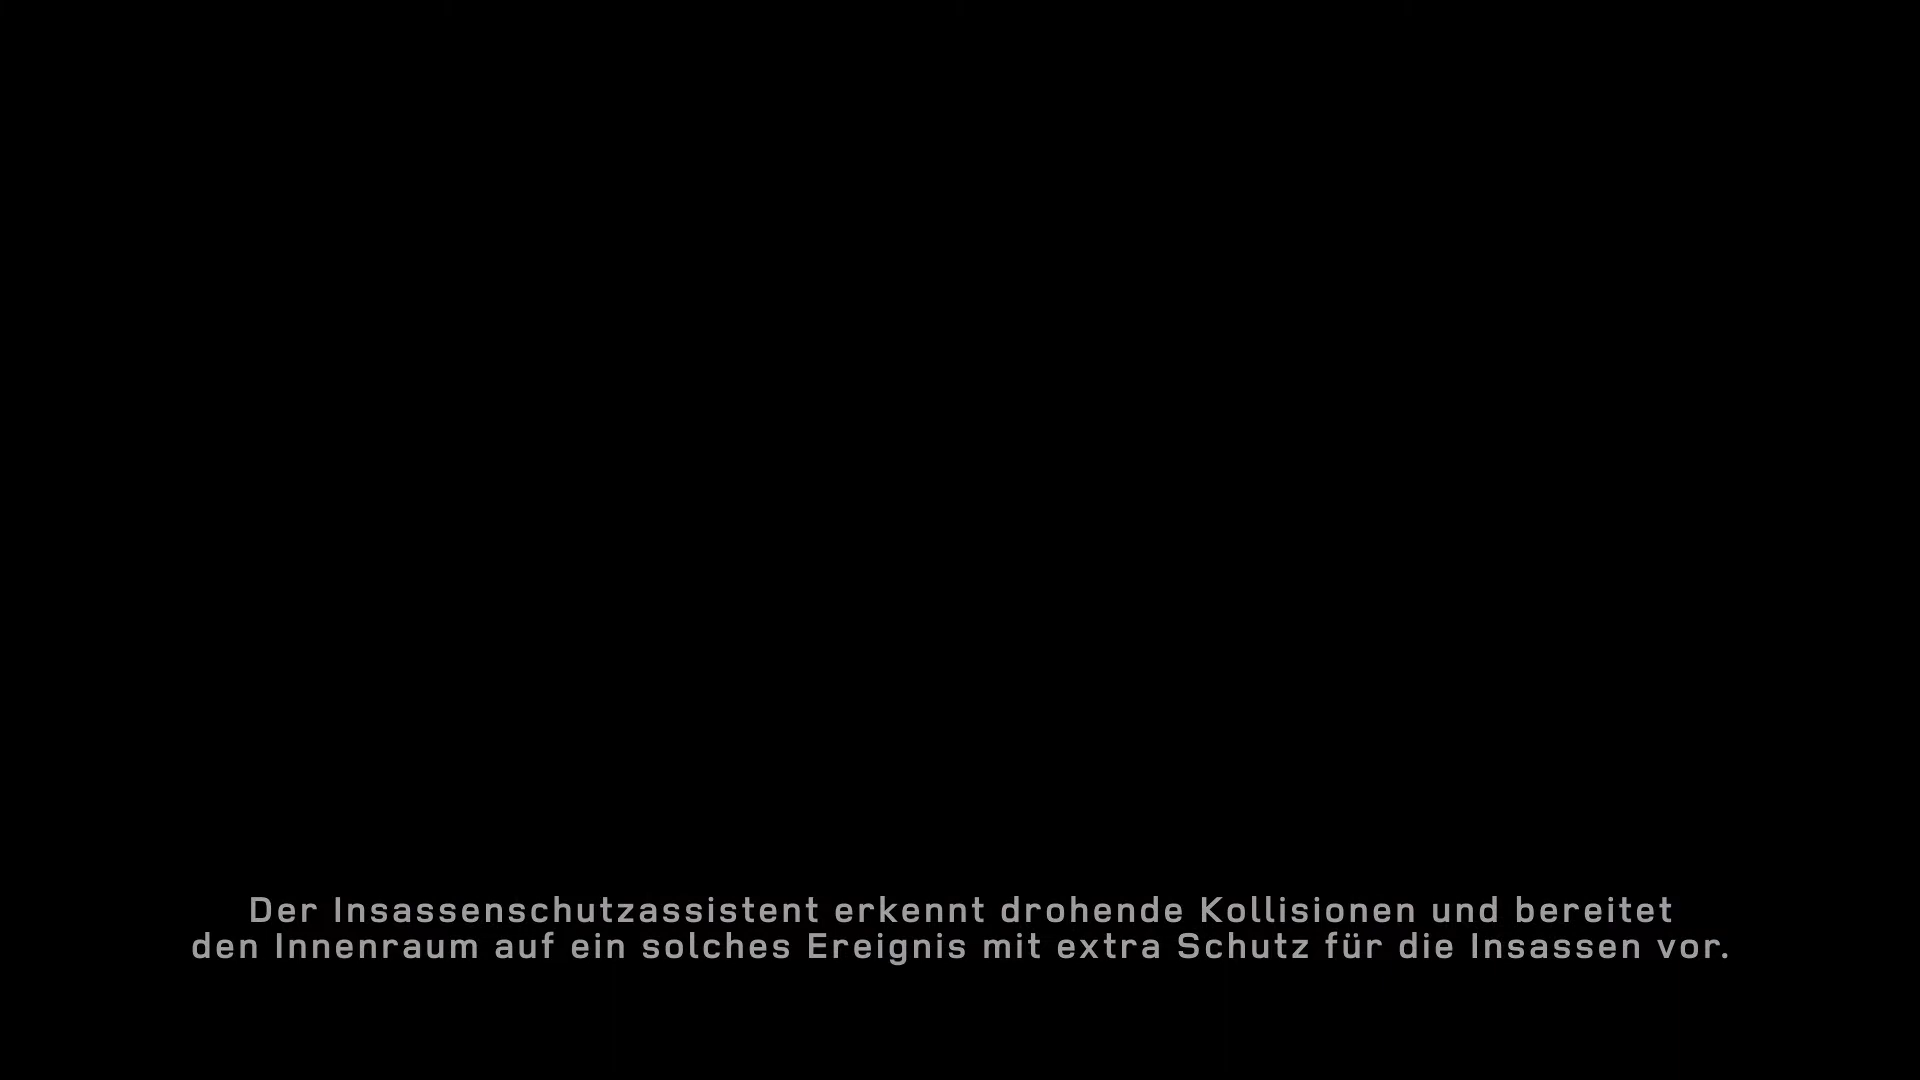 Der Insassenschutzassistent erkennt drohende Kollisionen und bereitet
den Innenraum auf ein solches Ereignis mit extra Schutz für die Insassen vor.